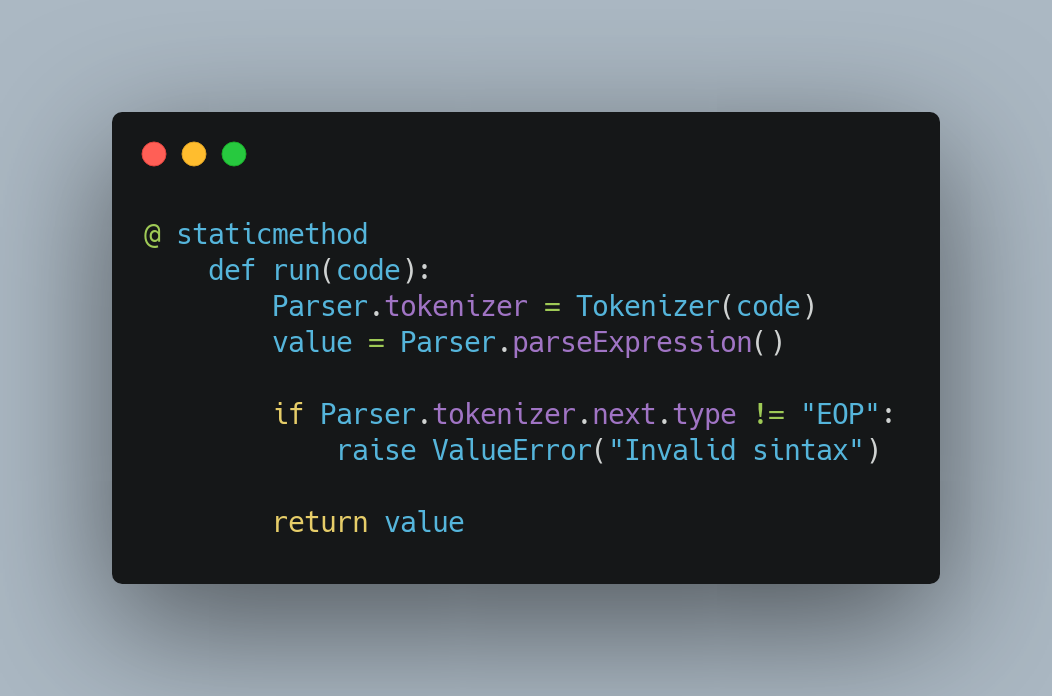 @ staticmethod
    def run(code):
        Parser.tokenizer = Tokenizer(code)
        value = Parser.parseExpression()

        if Parser.tokenizer.next.type != "EOP":
            raise ValueError("Invalid sintax")

        return value